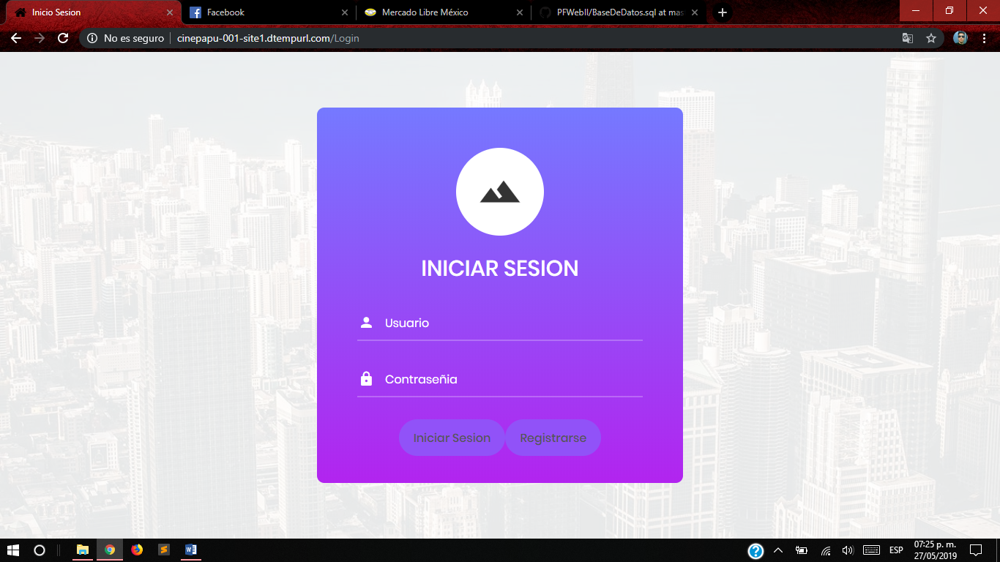 Inicio Sesion
Facebook
Mercado Libre México
PFWebII/BaseDeDatos.sql at mas
No es seguro
cinepapu-001-site1.dtempurl.com/Login
INICIAR SESION
Usuario
Contraseñia
Iniciar Sesion
Registrarse
ESP
07:25 p. m.
27/05/2019